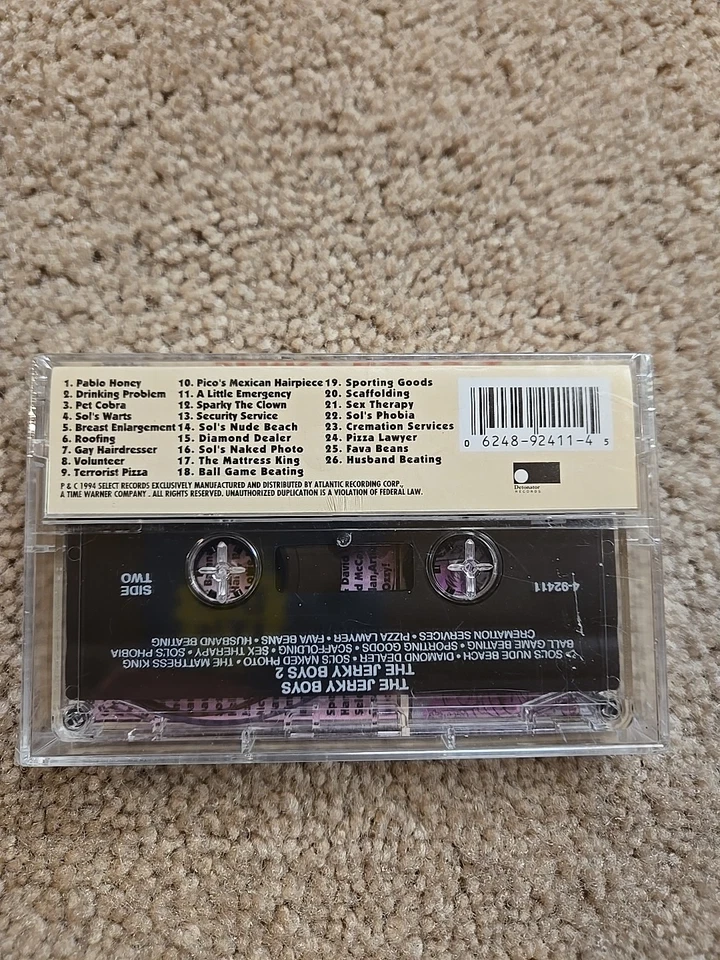 1. Pablo Honey
2. Drinking Problem
3. Pet Cobra
4. Sol's Warts
5. Breast Enlargement
6. Roofing
7. Gay Hairdresser
8. Volunteer
9. Terrorist Pizza
10. Pico's Mexican Hairpiece
11. A Little Emergency
12. Sparky The Clown
13. Security Service
14. Sol's Nude Beach
15. Diamond Dealer
16. Sol's Naked Photo
17. The Mattress King
18. Ball Game Beating
19. Sporting Goods
20. Scaffolding
21. Sex Therapy
22. Sol's Phobia
23. Cremation Services
24. Pizza Lawyer
25. Fava Beans
26. Husband Beating
0 6248-92411-4 5
Detonator
RECORDS
P & C 1994 SELECT RECORDS EXCLUSIVELY MANUFACTURED AND DISTRIBUTED BY ATLANTIC RECORDING CORP.,
A TIME WARNER COMPANY . ALL RIGHTS RESERVED. UNAUTHORIZED DUPLICATION IS A VIOLATION OF FEDERAL LAW.
THE JERKY BOYS
THE JERKY BOYS 2
SOL'S NUDE BEACH • DIAMOND DEALER • SOL'S NAKED PHOTO • THE MATTRESS KING
BALL GAME BEATING • SPORTING GOODS • SCAFFOLDING • SEX THERAPY • SOL'S PHOBIA
CREMATION SERVICES • PIZZA LAWYER • FAVA BEANS • HUSBAND BEATING
SIDE
TWO
4-92411
David
d McCa
Ozzy!